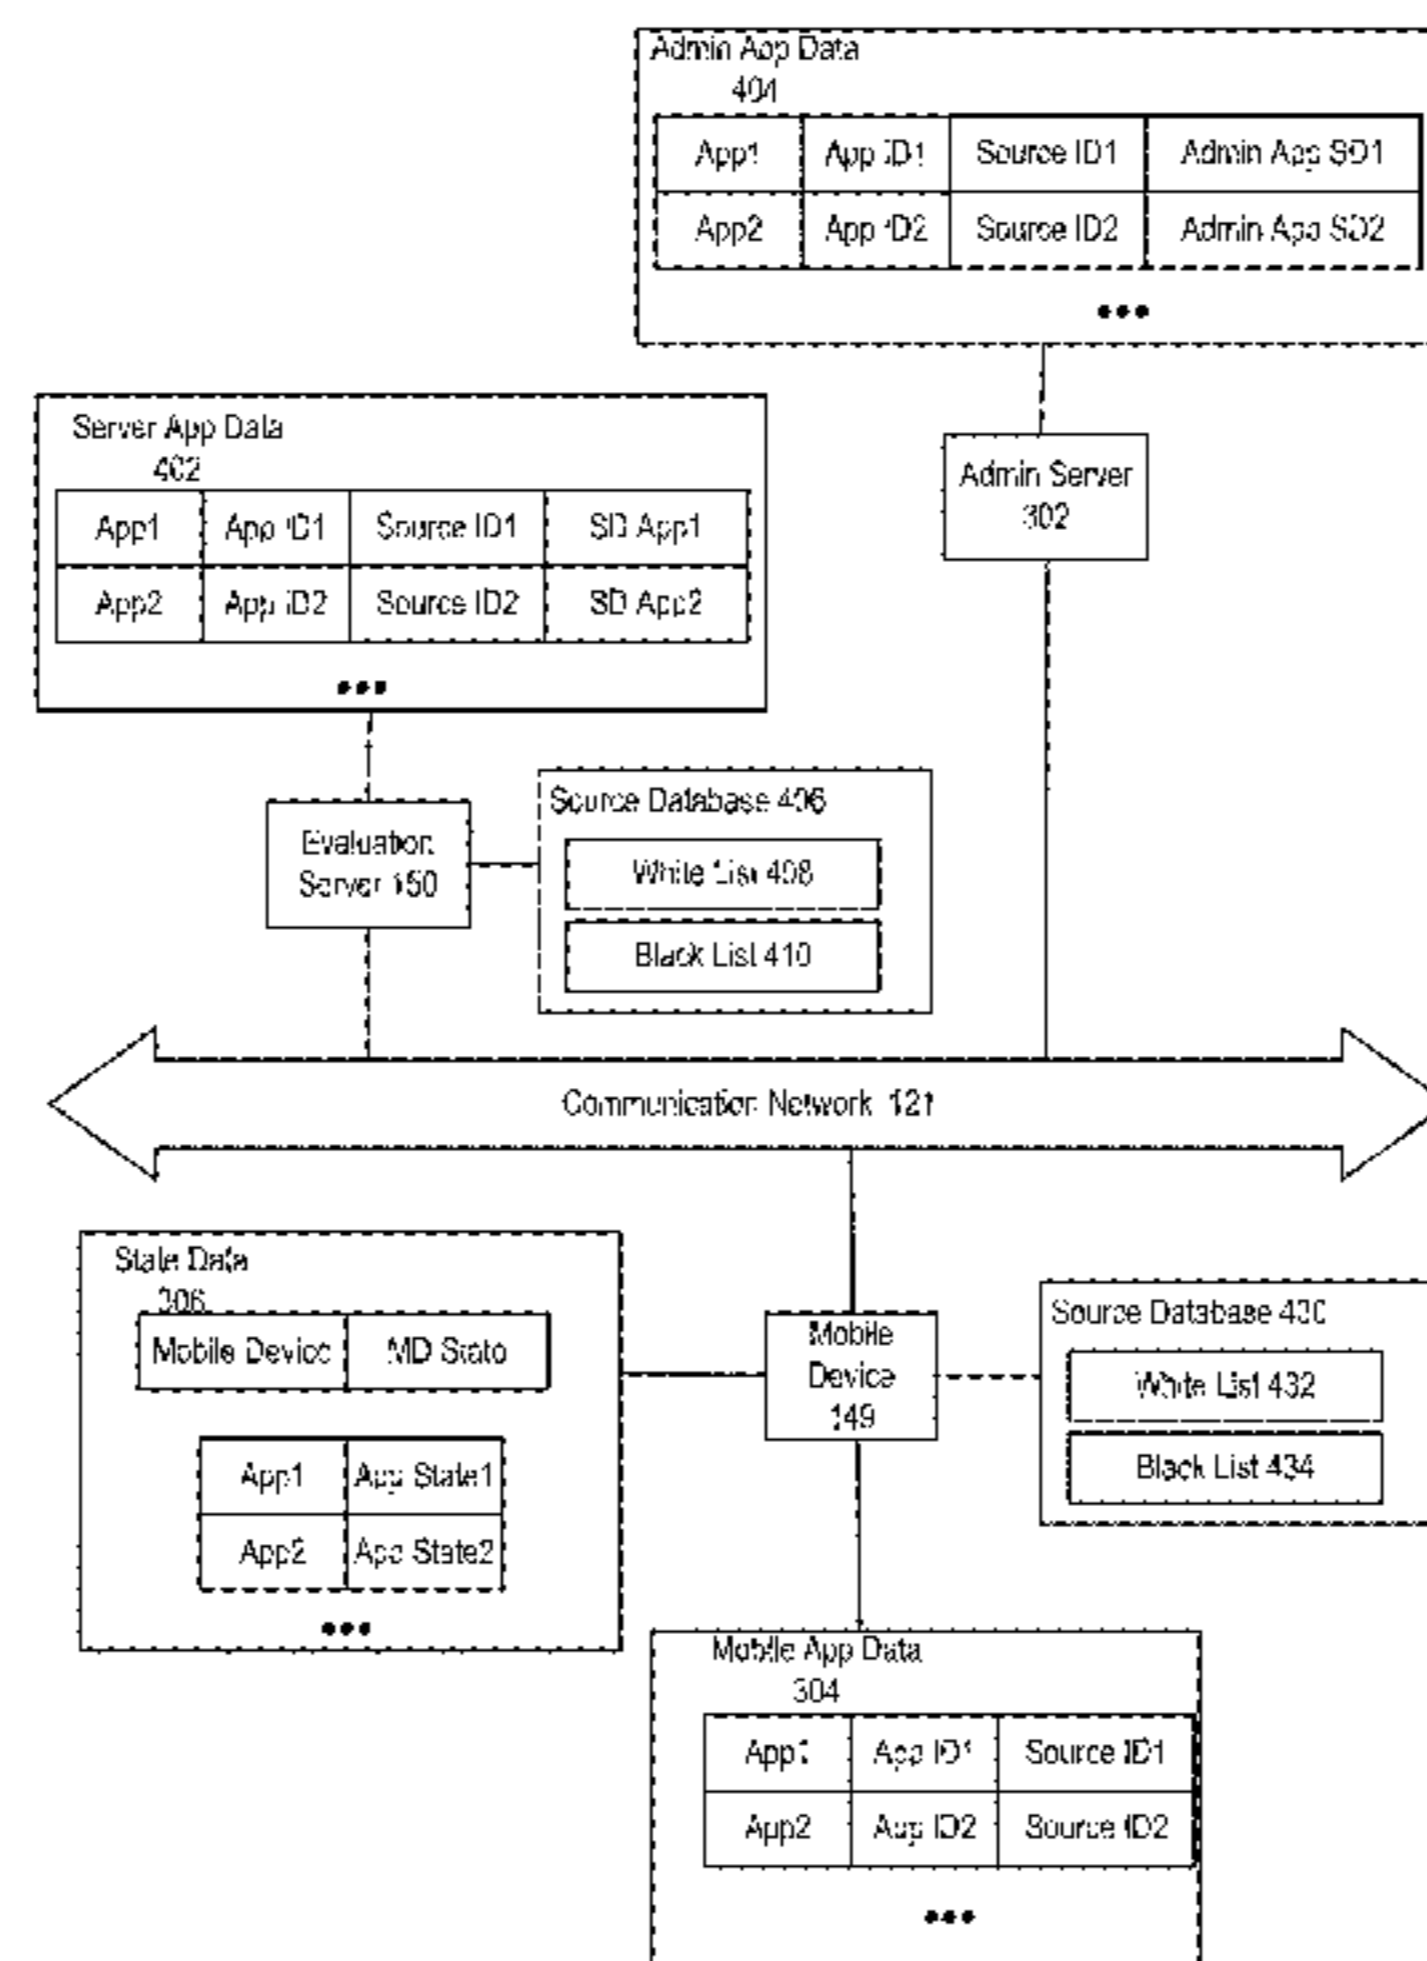 Admin App Data
404
App1 App ID1 Source ID1 Admin App SD1
App2 App ID2 Source ID2 Admin App SD2
Server App Data
402
App1 App ID1 Source ID1 SD App1
App2 App ID2 Source ID2 SD App2
Admin Server
302
Evaluation
Server 150
Source Database 406
White List 408
Black List 410
Communication Network 121
State Data
306
Mobile Device MD State
App1 App State1
App2 App State2
Mobile
Device
149
Source Database 430
White List 432
Black List 434
Mobile App Data
304
App1 App ID1 Source ID1
App2 App ID2 Source ID2